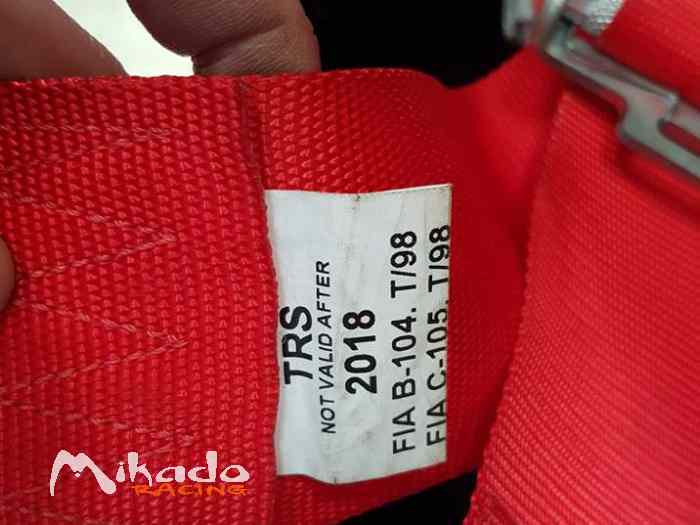 TRS
NOT VALID AFTER
2018
FIA B-104. T/98
FIA C-105. T/98
Mikado
RACING